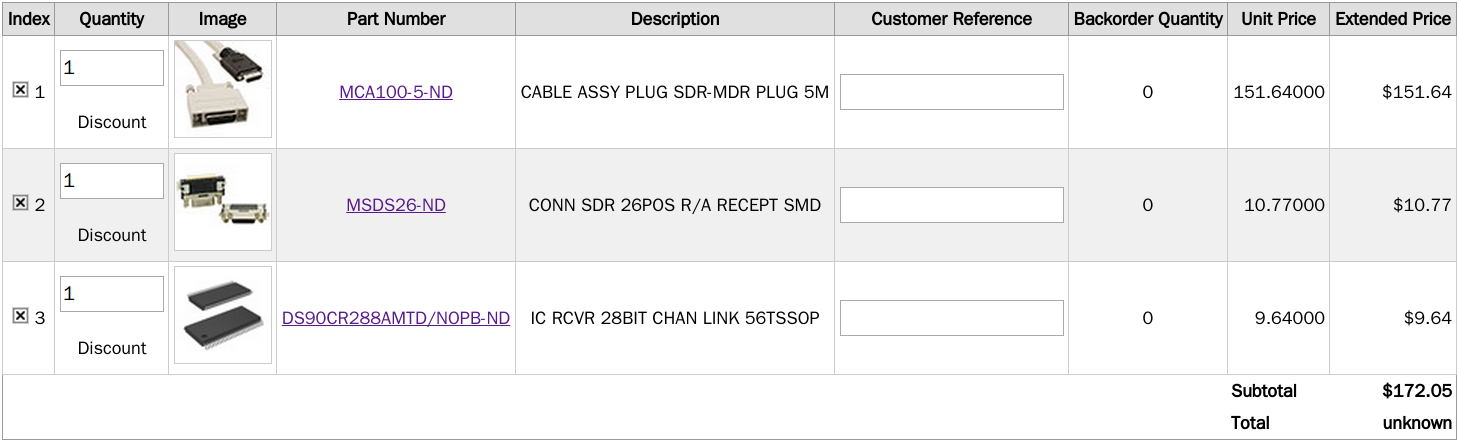 Index Quantity Image Part Number Description Customer Reference Backorder Quantity Unit Price Extended Price
1 1 Discount MCA100-5-ND CABLE ASSY PLUG SDR-MDR PLUG 5M 0 151.64000 $151.64
2 1 Discount MSDS26-ND CONN SDR 26POS R/A RECEPT SMD 0 10.77000 $10.77
3 1 Discount DS90CR288AMTD/NOPB-ND IC RCVR 28BIT CHAN LINK 56TSSOP 0 9.64000 $9.64
Subtotal $172.05
Total unknown